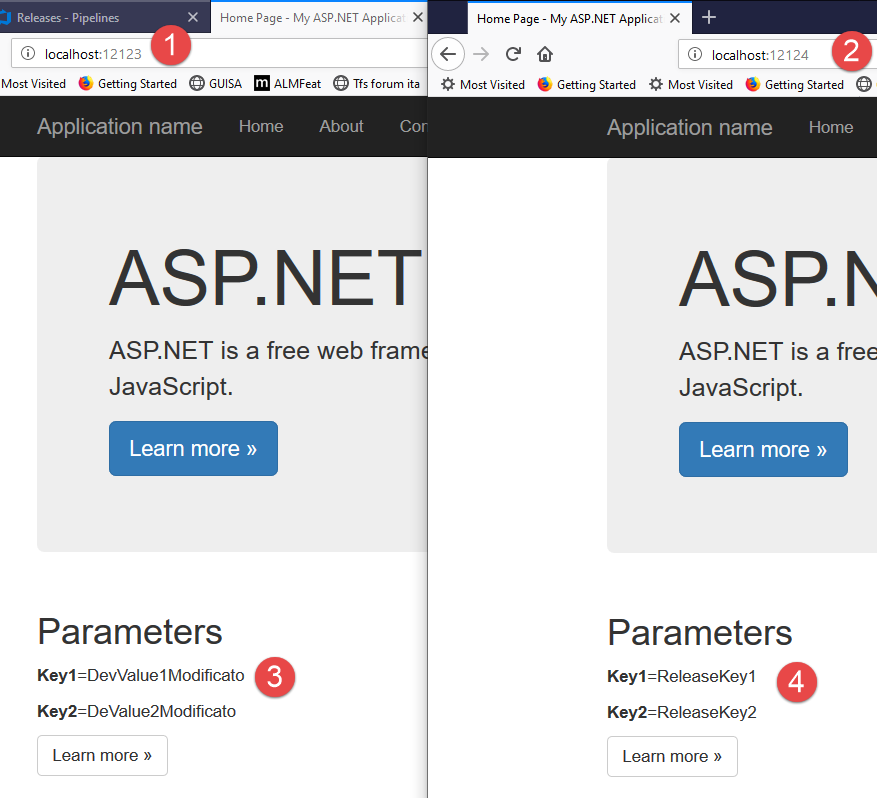 Releases - Pipelines
Home Page - My ASP.NET Applicat
1
localhost:12123
Most Visited
Getting Started
GUISA
m
ALMFeat
Tfs forum ita
Application name
Home
About
Cor
ASP.NET
ASP.NET is a free web frame
JavaScript.
Learn more »
Parameters
Key1=DevValue1Modificato
3
Key2=DeValue2Modificato
Learn more »
Home Page - My ASP.NET Applicat
localhost:12124
2
Most Visited
Getting Started
Most Visited
Getting Started
Application name
Home
ASP.N
ASP.NET is a free
JavaScript.
Learn more »
Parameters
Key1=ReleaseKey1
4
Key2=ReleaseKey2
Learn more »